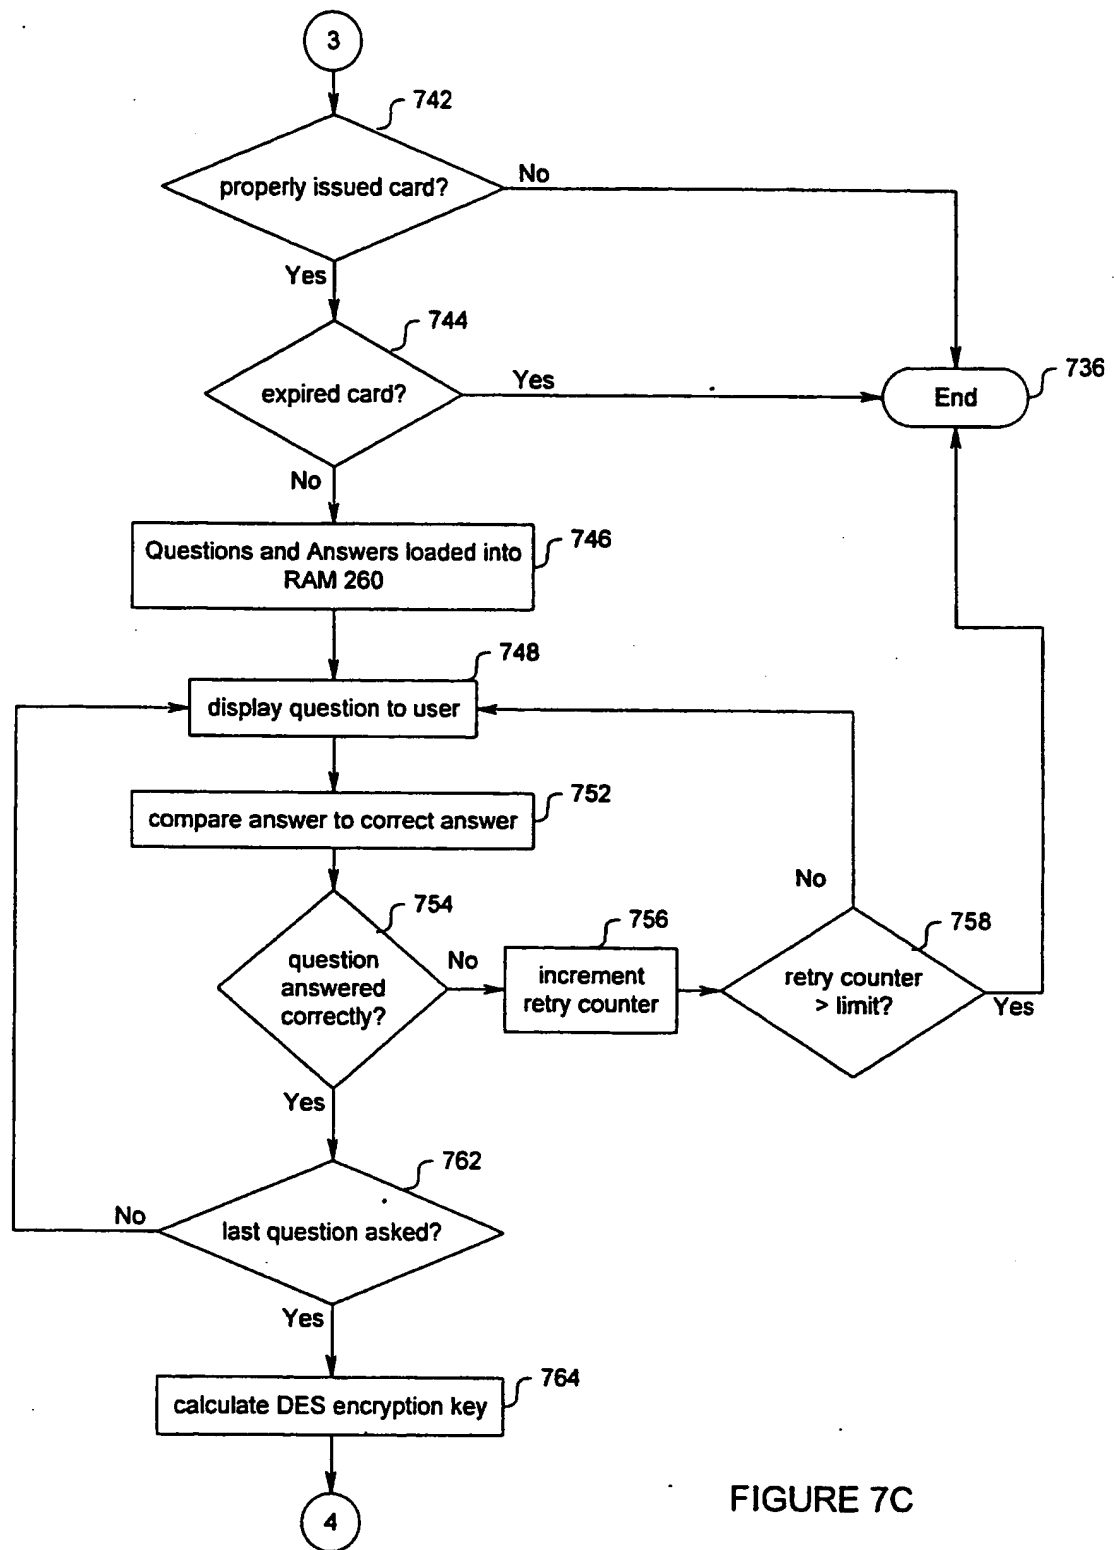 3
742
properly issued card?
No
Yes
744
expired card?
Yes
736
End
No
Questions and Answers loaded into
RAM 260
746
748
display question to user
752
compare answer to correct answer
No
754
756
758
question
answered
correctly?
No
increment
retry counter
retry counter
> limit?
Yes
Yes
762
No
last question asked?
Yes
764
calculate DES encryption key
4
FIGURE 7C